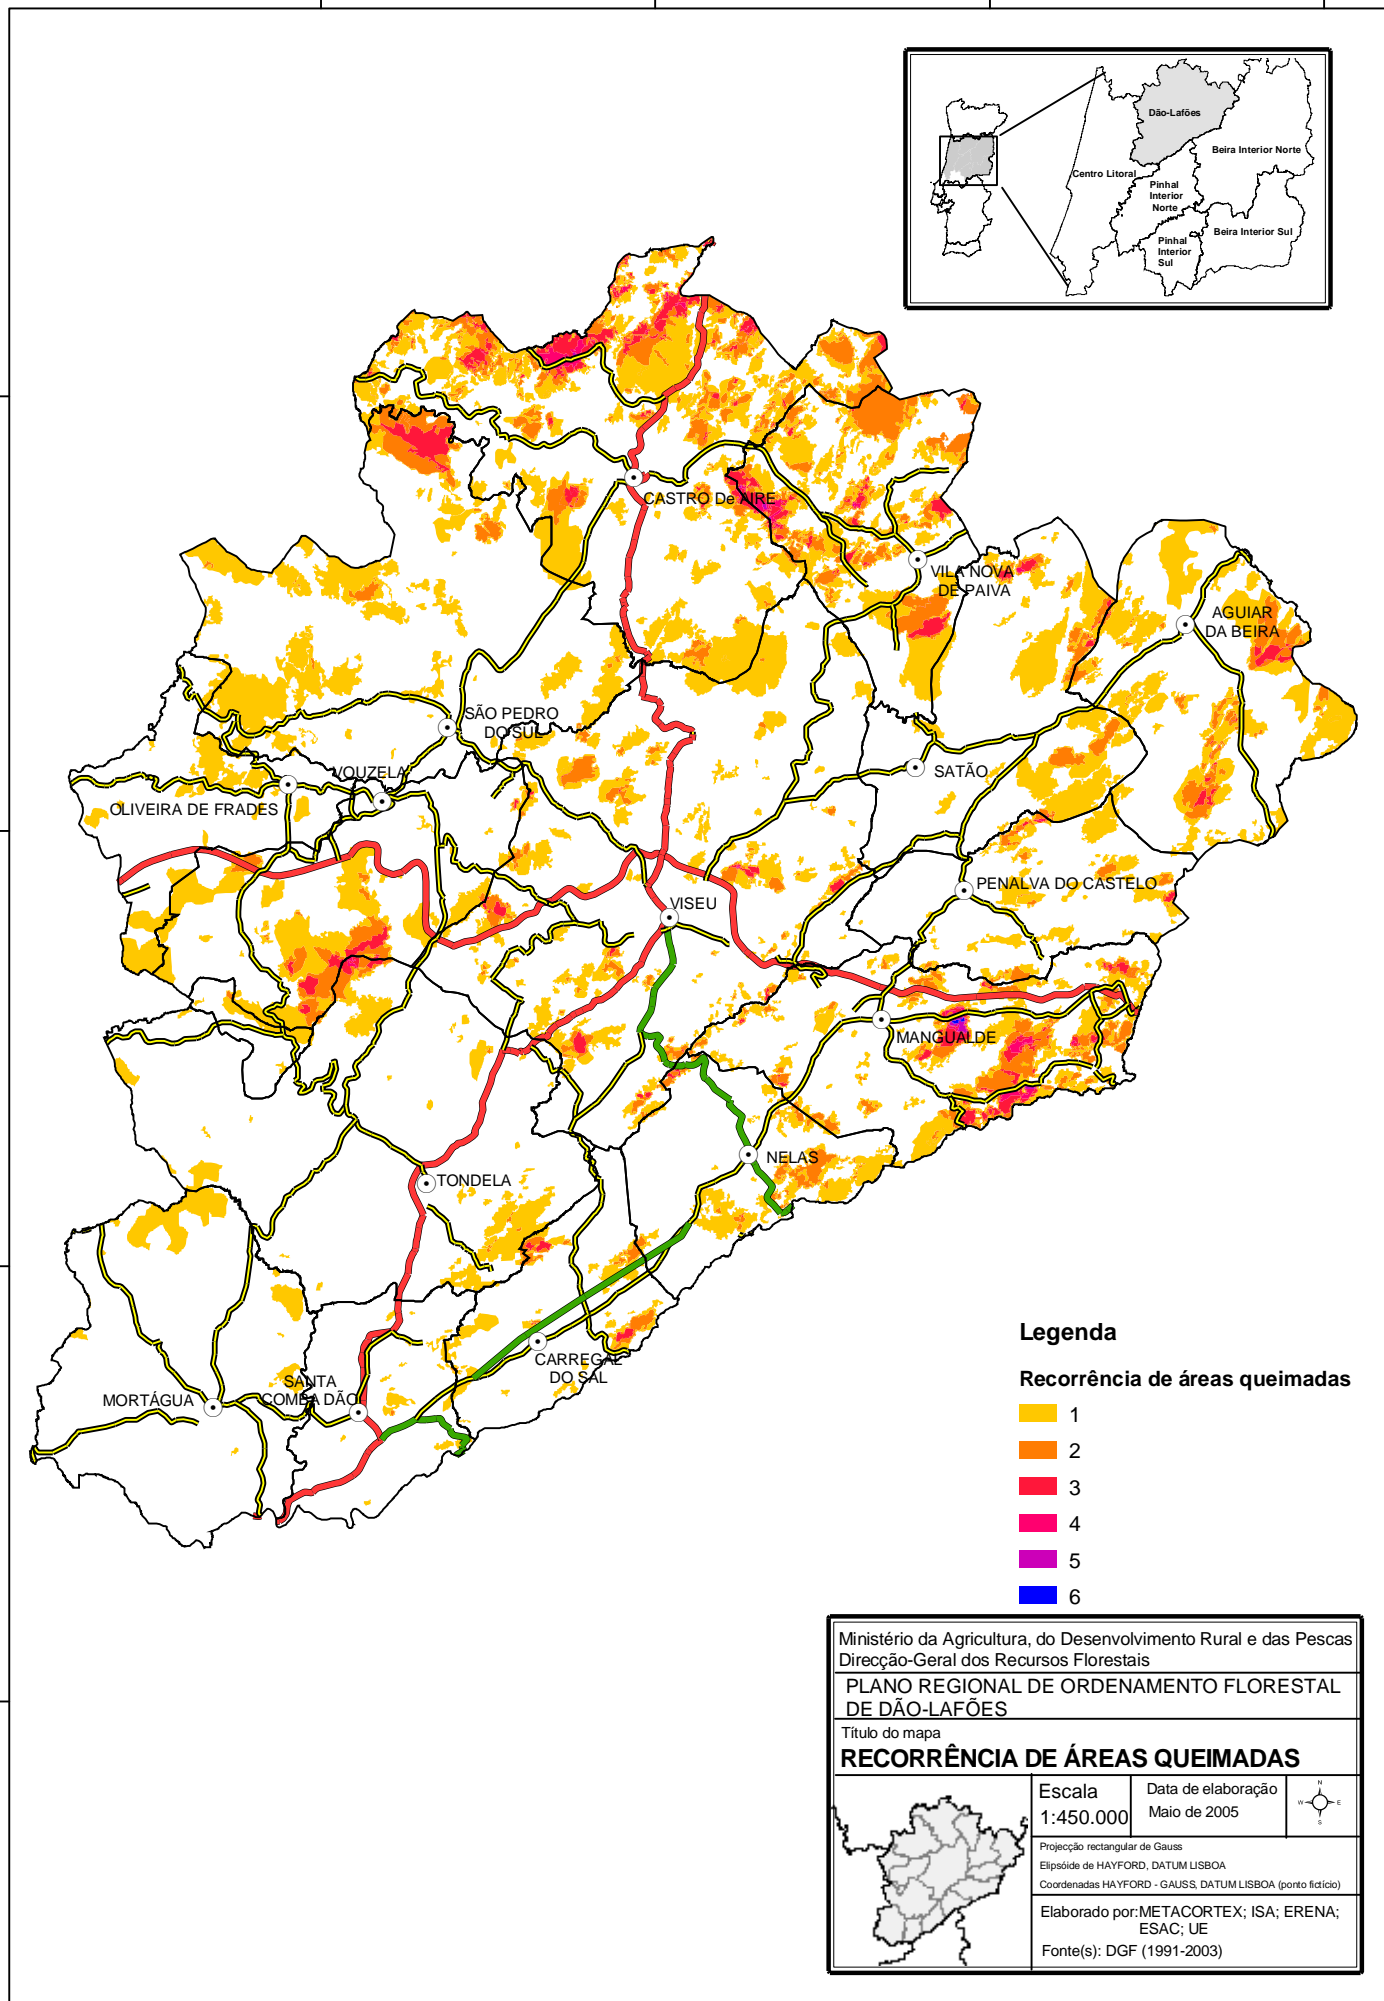 Dão-Lafões
Beira Interior Norte
Centro Litoral
Pinhal
Interior
Norte
Beira Interior Sul
Pinhal
Interior
Sul
CASTRO De AIRE
VILA NOVA
DE PAIVA
AGUIAR
DA BEIRA
SÃO PEDRO
DO SUL
VOUZELA
SATÃO
OLIVEIRA DE FRADES
PENALVA DO CASTELO
VISEU
MANGUALDE
NELAS
TONDELA
CARREGAL
DO SAL
SANTA
COMBA DÃO
MORTÁGUA
Legenda
Recorrência de áreas queimadas
1
2
3
4
5
6
Ministério da Agricultura, do Desenvolvimento Rural e das Pescas
Direcção-Geral dos Recursos Florestais
PLANO REGIONAL DE ORDENAMENTO FLORESTAL
DE DÃO-LAFÕES
Título do mapa
RECORRÊNCIA DE ÁREAS QUEIMADAS
Escala
1:450.000
Data de elaboração
Maio de 2005
N
W E
S
Projecção rectangular de Gauss
Elipsóide de HAYFORD, DATUM LISBOA
Coordenadas HAYFORD - GAUSS, DATUM LISBOA (ponto fictício)
Elaborado por:METACORTEX; ISA; ERENA;
ESAC; UE
Fonte(s): DGF (1991-2003)